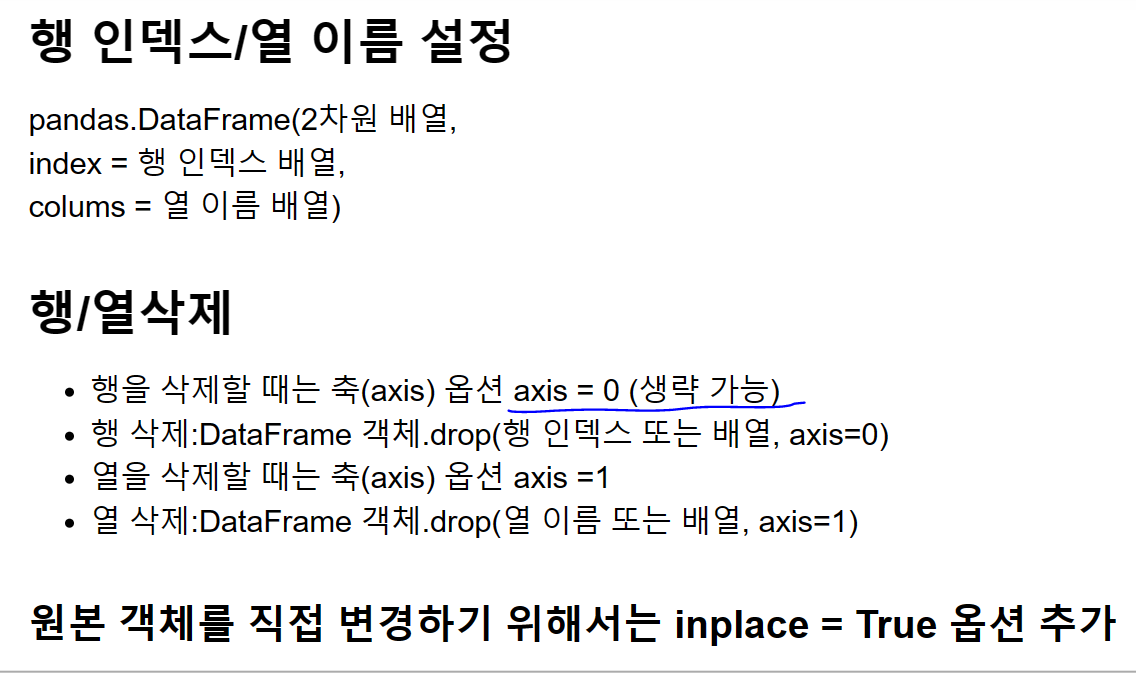 행 인덱스/열 이름 설정
pandas.DataFrame(2차원 배열,
index = 행 인덱스 배열,
colums = 열 이름 배열)
행/열삭제
• 행을 삭제할 때는 축(axis) 옵션 axis = 0 (생략 가능)
• 행 삭제:DataFrame 객체.drop(행 인덱스 또는 배열, axis=0)
• 열을 삭제할 때는 축(axis) 옵션 axis =1
• 열 삭제:DataFrame 객체.drop(열 이름 또는 배열, axis=1)
원본 객체를 직접 변경하기 위해서는 inplace = True 옵션 추가